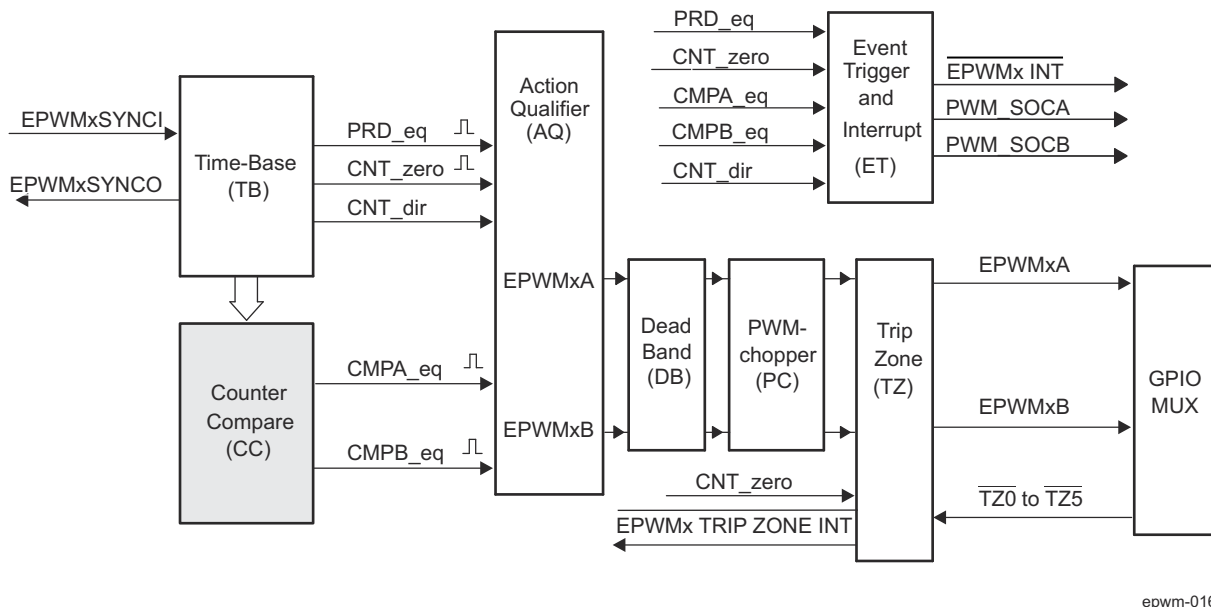 EPWMxSYNCI
EPWMxSYNCO
Time-Base
(TB)
PRD_eq
CNT_zero
CNT_dir
Counter
Compare
(CC)
CMPA_eq
CMPB_eq
Action
Qualifier
(AQ)
EPWMxA
EPWMxB
PRD_eq
CNT_zero
CMPA_eq
CMPB_eq
CNT_dir
Event
Trigger
and
Interrupt
(ET)
EPWMx INT
PWM_SOCA
PWM_SOCB
Dead
Band
(DB)
PWM-
chopper
(PC)
Trip
Zone
(TZ)
CNT_zero
EPWMx TRIP ZONE INT
EPWMxA
EPWMxB
TZ0 to TZ5
GPIO
MUX
epwm-016